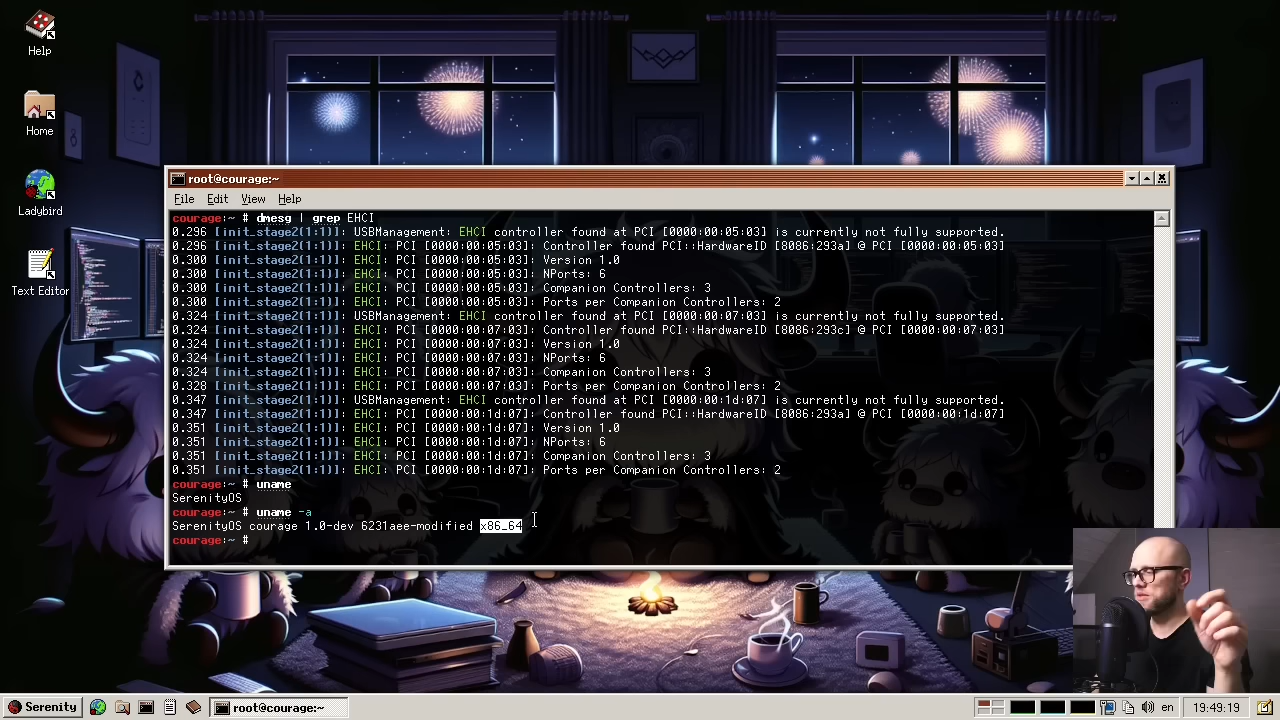 Help
Home
Ladybird
Text Editor
root@courage:~
File Edit View Help
courage:~ # dmesg | grep EHCI
0.296 [init_stage2(1:1)]: USBManagement: EHCI controller found at PCI [0000:00:05:03] is currently not fully supported.
0.296 [init_stage2(1:1)]: EHCI: PCI [0000:00:05:03]: Controller found PCI::HardwareID [8086:293a] @ PCI [0000:00:05:03]
0.300 [init_stage2(1:1)]: EHCI: PCI [0000:00:05:03]: Version 1.0
0.300 [init_stage2(1:1)]: EHCI: PCI [0000:00:05:03]: NPorts: 6
0.300 [init_stage2(1:1)]: EHCI: PCI [0000:00:05:03]: Companion Controllers: 3
0.300 [init_stage2(1:1)]: EHCI: PCI [0000:00:05:03]: Ports per Companion Controllers: 2
0.324 [init_stage2(1:1)]: USBManagement: EHCI controller found at PCI [0000:00:07:03] is currently not fully supported.
0.324 [init_stage2(1:1)]: EHCI: PCI [0000:00:07:03]: Controller found PCI::HardwareID [8086:293c] @ PCI [0000:00:07:03]
0.324 [init_stage2(1:1)]: EHCI: PCI [0000:00:07:03]: Version 1.0
0.324 [init_stage2(1:1)]: EHCI: PCI [0000:00:07:03]: NPorts: 6
0.324 [init_stage2(1:1)]: EHCI: PCI [0000:00:07:03]: Companion Controllers: 3
0.328 [init_stage2(1:1)]: EHCI: PCI [0000:00:07:03]: Ports per Companion Controllers: 2
0.347 [init_stage2(1:1)]: USBManagement: EHCI controller found at PCI [0000:00:1d:07] is currently not fully supported.
0.347 [init_stage2(1:1)]: EHCI: PCI [0000:00:1d:07]: Controller found PCI::HardwareID [8086:293a] @ PCI [0000:00:1d:07]
0.351 [init_stage2(1:1)]: EHCI: PCI [0000:00:1d:07]: Version 1.0
0.351 [init_stage2(1:1)]: EHCI: PCI [0000:00:1d:07]: NPorts: 6
0.351 [init_stage2(1:1)]: EHCI: PCI [0000:00:1d:07]: Companion Controllers: 3
0.351 [init_stage2(1:1)]: EHCI: PCI [0000:00:1d:07]: Ports per Companion Controllers: 2
courage:~ # uname
SerenityOS
courage:~ # uname -a
SerenityOS courage 1.0-dev 6231aee-modified x86_64
courage:~ #
Serenity
root@courage:~
en
19:49:19